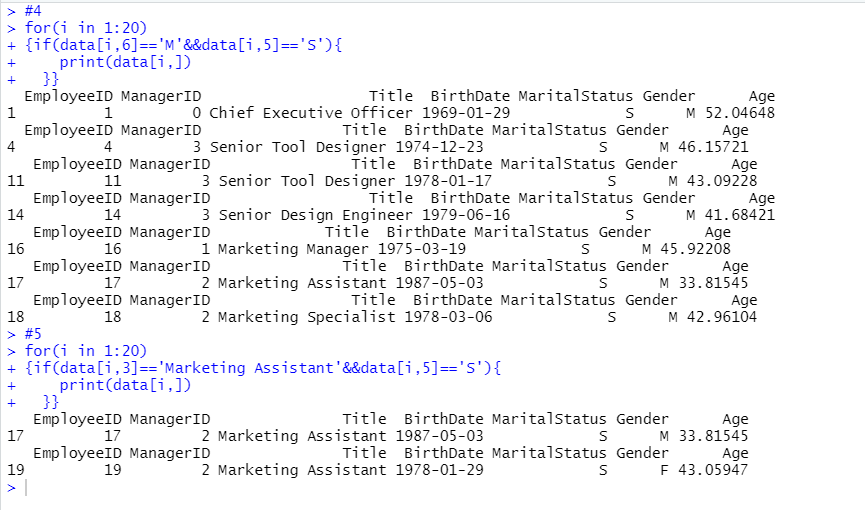 > #4
> for(i in 1:20)
+ {if(data[i,6]=='M'&&data[i,5]=='S'){
+     print(data[i,])
+   }}
  EmployeeID ManagerID                   Title  BirthDate MaritalStatus Gender      Age
1          1         0 Chief Executive Officer 1969-01-29             S      M 52.04648
  EmployeeID ManagerID                Title  BirthDate MaritalStatus Gender      Age
4          4         3 Senior Tool Designer 1974-12-23             S      M 46.15721
   EmployeeID ManagerID                Title  BirthDate MaritalStatus Gender      Age
11         11         3 Senior Tool Designer 1978-01-17             S      M 43.09228
   EmployeeID ManagerID                  Title  BirthDate MaritalStatus Gender      Age
14         14         3 Senior Design Engineer 1979-06-16             S      M 41.68421
   EmployeeID ManagerID             Title  BirthDate MaritalStatus Gender      Age
16         16         1 Marketing Manager 1975-03-19             S      M 45.92208
   EmployeeID ManagerID               Title  BirthDate MaritalStatus Gender      Age
17         17         2 Marketing Assistant 1987-05-03             S      M 33.81545
   EmployeeID ManagerID                Title  BirthDate MaritalStatus Gender      Age
18         18         2 Marketing Specialist 1978-03-06             S      M 42.96104
> #5
> for(i in 1:20)
+ {if(data[i,3]=='Marketing Assistant'&&data[i,5]=='S'){
+     print(data[i,])
+   }}
   EmployeeID ManagerID               Title  BirthDate MaritalStatus Gender      Age
17         17         2 Marketing Assistant 1987-05-03             S      M 33.81545
   EmployeeID ManagerID               Title  BirthDate MaritalStatus Gender      Age
19         19         2 Marketing Assistant 1978-01-29             S      F 43.05947
>